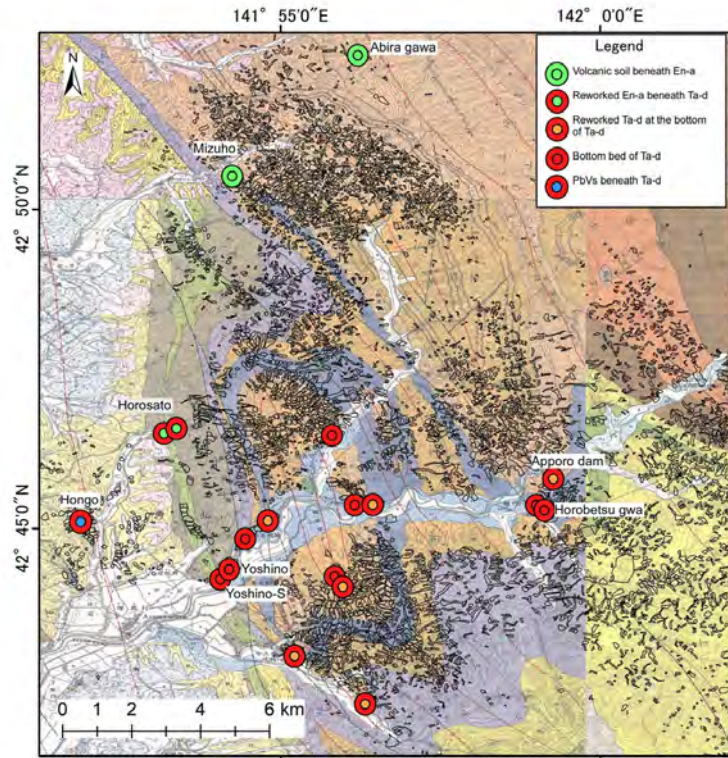 141°55'0"E
142°0'0"E
N
Abira gawa
Legend
Volcanic soil beneath En-a
Reworked En-a beneath Ta-d
Reworked Ta-d at the bottom
of Ta-d
Bottom bed of Ta-d
PbVs beneath Ta-d
Mizuho
42°50'0"N
Horosato
Apporo dam
Hongo
Horobetsu gwa
42°45'0"N
Yoshino
Yoshino-S
0 2 4 6 km